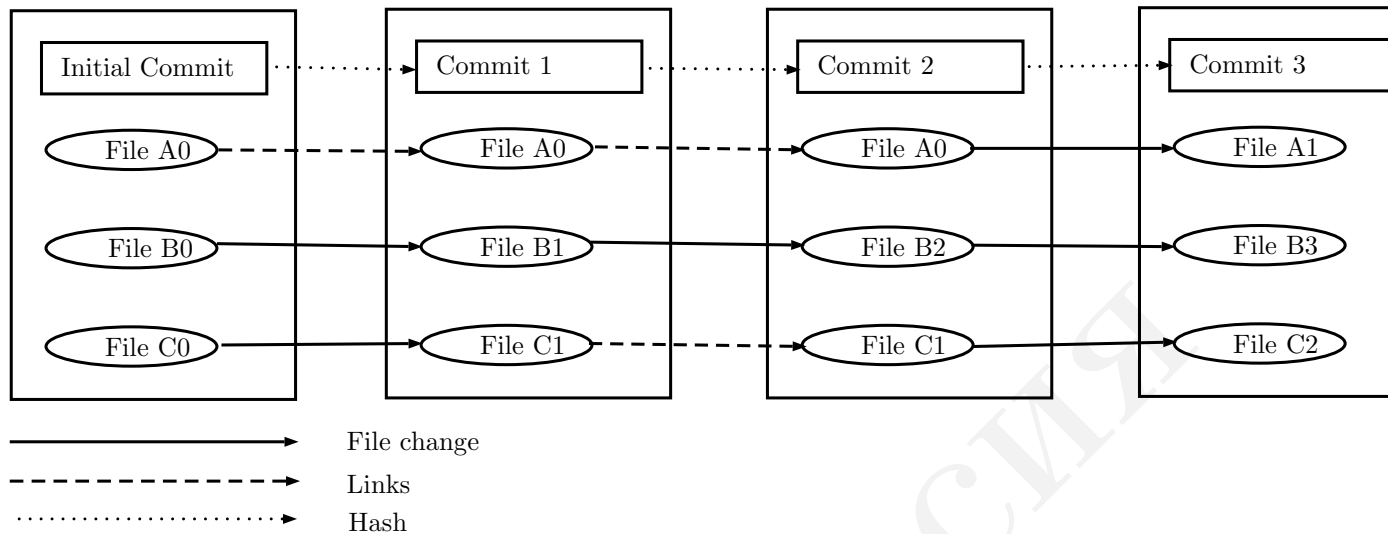 Initial Commit
Commit 1
Commit 2
Commit 3
File A0
File A0
File A0
File A1
File B0
File B1
File B2
File B3
File C0
File C1
File C1
File C2
File change
Links
Hash